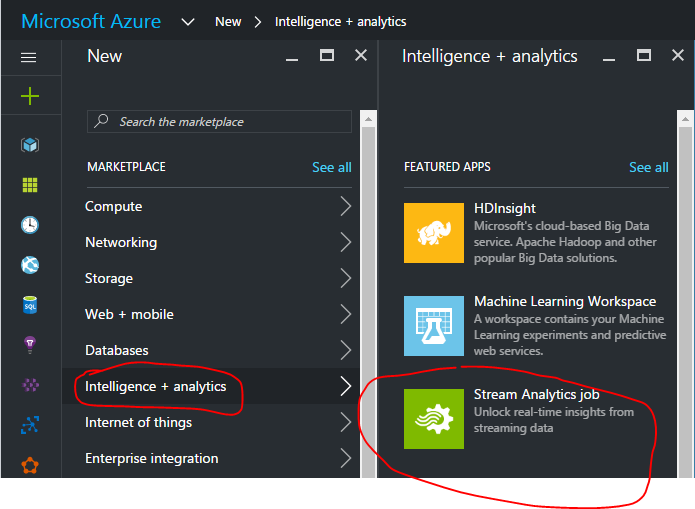 Microsoft Azure New Intelligence + analytics
New
Search the marketplace
MARKETPLACE See all
Compute
Networking
Storage
Web + mobile
Databases
Intelligence + analytics
Internet of things
Enterprise integration
SQL
Intelligence + analytics
FEATURED APPS See all
HDInsight
Microsoft's cloud-based Big Data
service. Apache Hadoop and other
popular Big Data solutions.
Machine Learning Workspace
A workspace contains your Machine
Learning experiments and predictive
web services.
Stream Analytics job
Unlock real-time insights from
streaming data